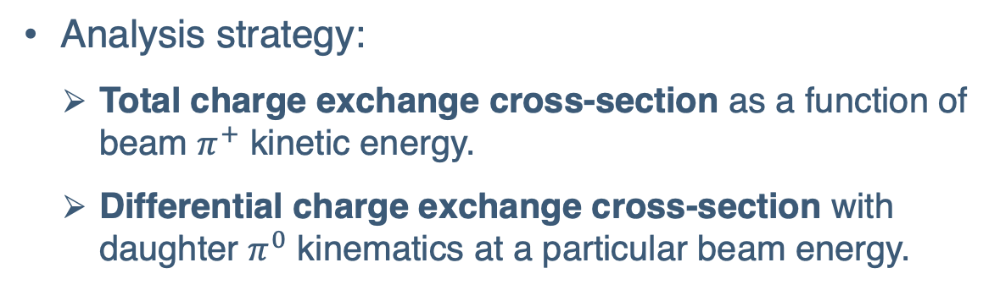 • Analysis strategy:
➢ Total charge exchange cross-section as a function of
beam π⁺ kinetic energy.
➢ Differential charge exchange cross-section with
daughter π⁰ kinematics at a particular beam energy.